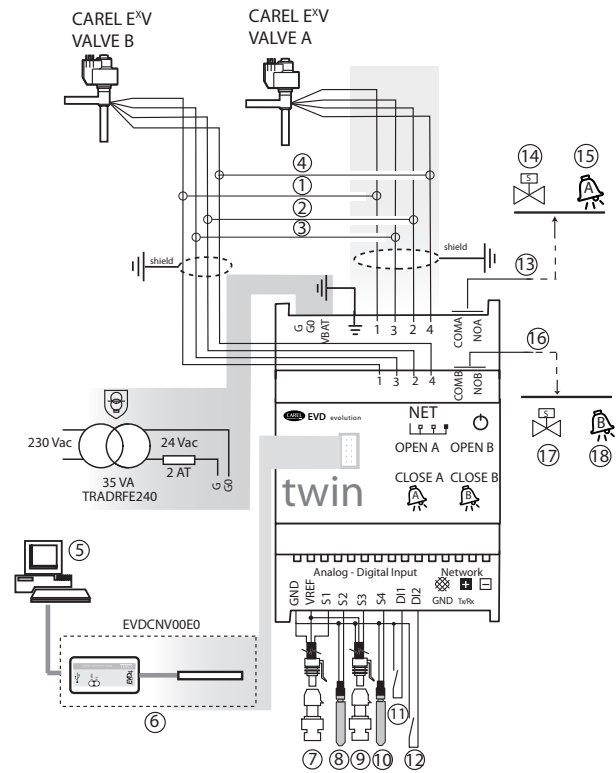 CAREL EXV
VALVE B
CAREL EXV
VALVE A
4
1
2
3
shield
shield
14
15
S
A
13
G
G0
VBAT
1
3
2
4
COMA
NOA
16
1
3
2
4
COMB
NOB
S
B
17
18
230 Vac
24 Vac
35 VA
TRADRFE240
2 AT
G
G0
CAREL EVD evolution
NET
OPEN A
OPEN B
CLOSE A
CLOSE B
A
B
twin
5
Analog - Digital Input
Network
GND
VREF
S1
S2
S3
S4
DI1
DI2
GND
Tx/Rx
EVDCNV00E0
6
7
8
9
10
11
12